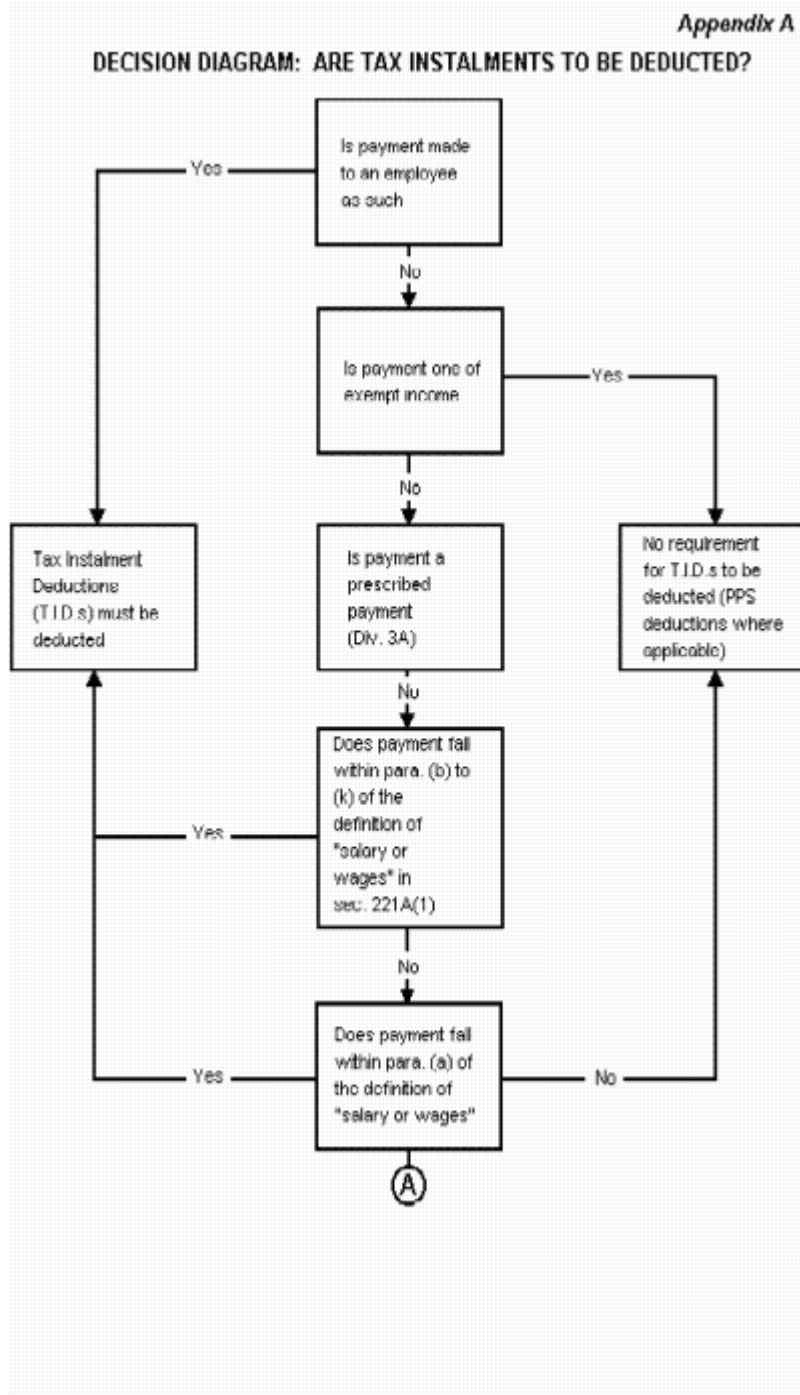 Appendix A
DECISION DIAGRAM: ARE TAX INSTALMENTS TO BE DEDUCTED?
Is payment made
to an employee
as such
Yes
No
Is payment one of
exempt income
Yes
No
Tax Instalment
Deductions
(T.I.D.s) must be
deducted
Is payment a
prescribed
payment
(Div. 3A)
No requirement
for T.I.D.s to be
deducted (PPS
deductions where
applicable)
No
Does payment fall
within para. (b) to
(k) of the
definition of
"salary or
wages" in
sec. 221A(1)
Yes
No
Does payment fall
within para. (a) of
the definition of
"salary or wages"
Yes
No
A